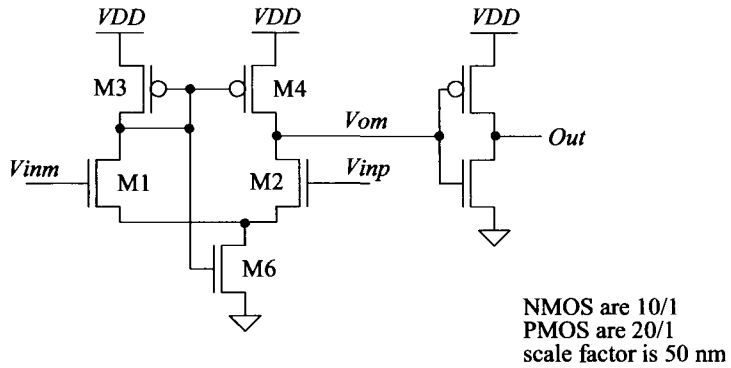 VDD VDD VDD
M3 M4
Vom
Out
Vinm M1 M2 Vinp
M6
NMOS are 10/1
PMOS are 20/1
scale factor is 50 nm